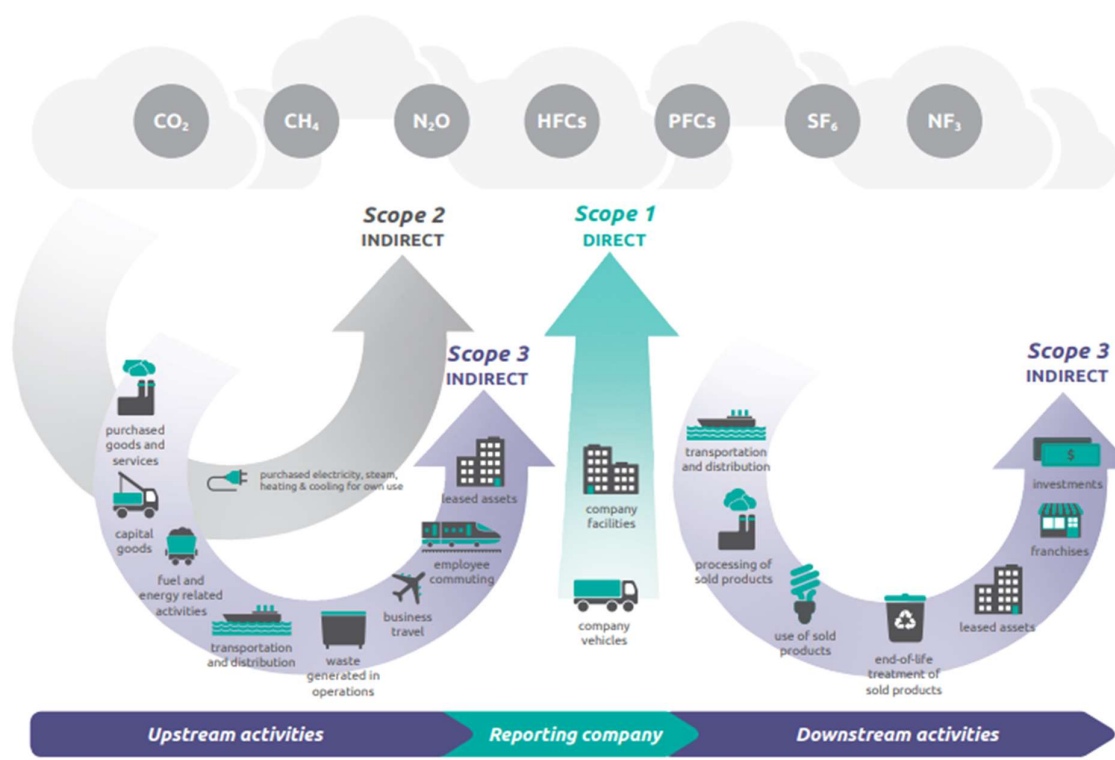 CO₂
CH₄
N₂O
HFCs
PFCs
SF₆
NF₃
Scope 2
INDIRECT
Scope 1
DIRECT
Scope 3
INDIRECT
Scope 3
INDIRECT
purchased
goods and
services
capital
goods
fuel and
energy related
activities
transportation
and distribution
waste
generated in
operations
business
travel
employee
commuting
leased assets
purchased electricity, steam,
heating & cooling for own use
company
facilities
company
vehicles
transportation
and distribution
processing of
sold products
use of sold
products
end-of-life
treatment of
sold products
leased assets
franchises
$
investments
Upstream activities
Reporting company
Downstream activities